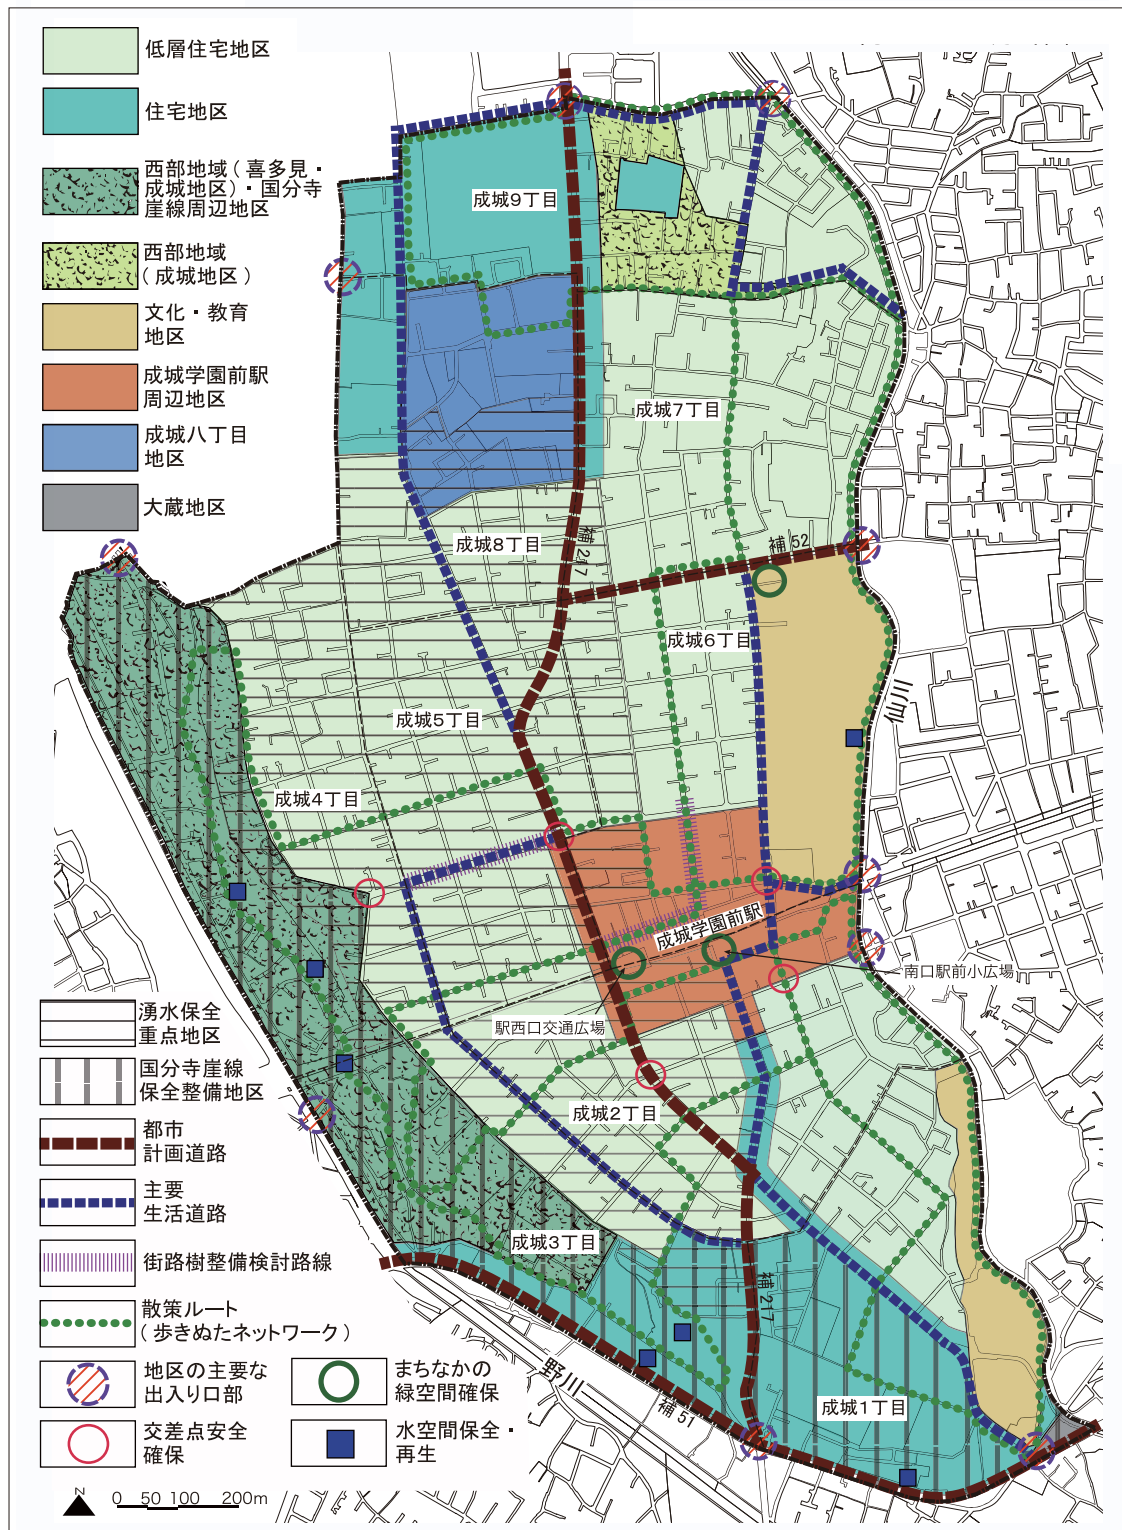 低層住宅地区
住宅地区
西部地域(喜多見・
成城地区)・国分寺
崖線周辺地区
西部地域
(成城地区)
文化・教育
地区
成城学園前駅
周辺地区
成城八丁目
地区
大蔵地区
成城9丁目
成城7丁目
補52
補217
成城8丁目
成城6丁目
仙川
成城5丁目
成城4丁目
成城学園前駅
南口駅前小広場
駅西口交通広場
成城2丁目
成城3丁目
補217
野川
補51
成城1丁目
湧水保全
重点地区
国分寺崖線
保全整備地区
都市
計画道路
主要
生活道路
街路樹整備検討路線
散策ルート
(歩きぬたネットワーク)
地区の主要な
出入り口部
まちなかの
緑空間確保
交差点安全
確保
水空間保全・
再生
N
0 50 100 200m